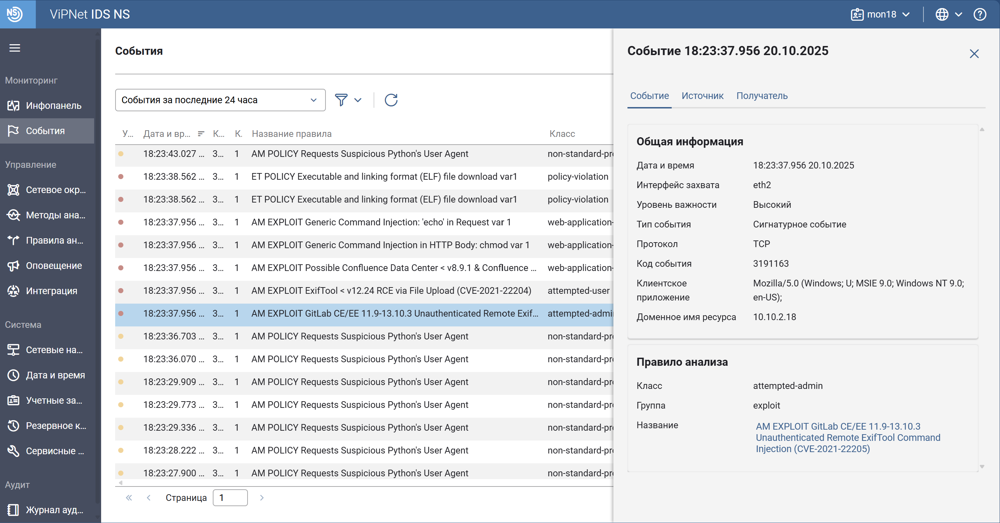 NS
ViPNet IDS NS
mon18
Мониторинг
Инфопанель
События
Управление
Сетевое окр...
Методы ана...
Правила ан...
Оповещение
Интеграция
Система
Сетевые на...
Дата и время
Учетные за...
Резервное к...
Сервисные ...
Аудит
Журнал ауд...
События
События за последние 24 часа
У... Дата и вр... К... К. Название правила Класс
18:23:43.027 ... 3... 1 AM POLICY Requests Suspicious Python's User Agent non-standard-pro
18:23:38.562 ... 3... 1 ET POLICY Executable and linking format (ELF) file download var1 policy-violation
18:23:38.562 ... 3... 1 ET POLICY Executable and linking format (ELF) file download var1 policy-violation
18:23:37.956 ... 3... 1 AM EXPLOIT Generic Command Injection: 'echo' in Request var 1 web-application-
18:23:37.956 ... 3... 1 AM EXPLOIT Generic Command Injection in HTTP Body: chmod var 1 web-application-
18:23:37.956 ... 3... 1 AM EXPLOIT Possible Confluence Data Center < v8.9.1 & Confluence ... web-application-
18:23:37.956 ... 3... 1 AM EXPLOIT ExifTool < v12.24 RCE via File Upload (CVE-2021-22204) attempted-user
18:23:37.956 ... 3... 1 AM EXPLOIT GitLab CE/EE 11.9-13.10.3 Unauthenticated Remote Exif... attempted-admin
18:23:36.703 ... 3... 1 AM POLICY Requests Suspicious Python's User Agent non-standard-pro
18:23:36.070 ... 3... 1 AM POLICY Requests Suspicious Python's User Agent non-standard-pro
18:23:29.909 ... 3... 1 AM POLICY Requests Suspicious Python's User Agent non-standard-pro
18:23:29.773 ... 3... 1 AM POLICY Requests Suspicious Python's User Agent non-standard-pro
18:23:29.336 ... 3... 1 AM POLICY Requests Suspicious Python's User Agent non-standard-pro
18:23:28.222 ... 3... 1 AM POLICY Requests Suspicious Python's User Agent non-standard-pro
18:23:27.900 ... 3... 1 AM POLICY Requests Suspicious Python's User Agent non-standard-pro
Страница 1
Событие 18:23:37.956 20.10.2025
Событие Источник Получатель
Общая информация
Дата и время 18:23:37.956 20.10.2025
Интерфейс захвата eth2
Уровень важности Высокий
Тип события Сигнатурное событие
Протокол TCP
Код события 3191163
Клиентское приложение Mozilla/5.0 (Windows; U; MSIE 9.0; Windows NT 9.0;
en-US);
Доменное имя ресурса 10.10.2.18
Правило анализа
Класс attempted-admin
Группа exploit
Название AM EXPLOIT GitLab CE/EE 11.9-13.10.3
Unauthenticated Remote ExifTool Command
Injection (CVE-2021-22205)